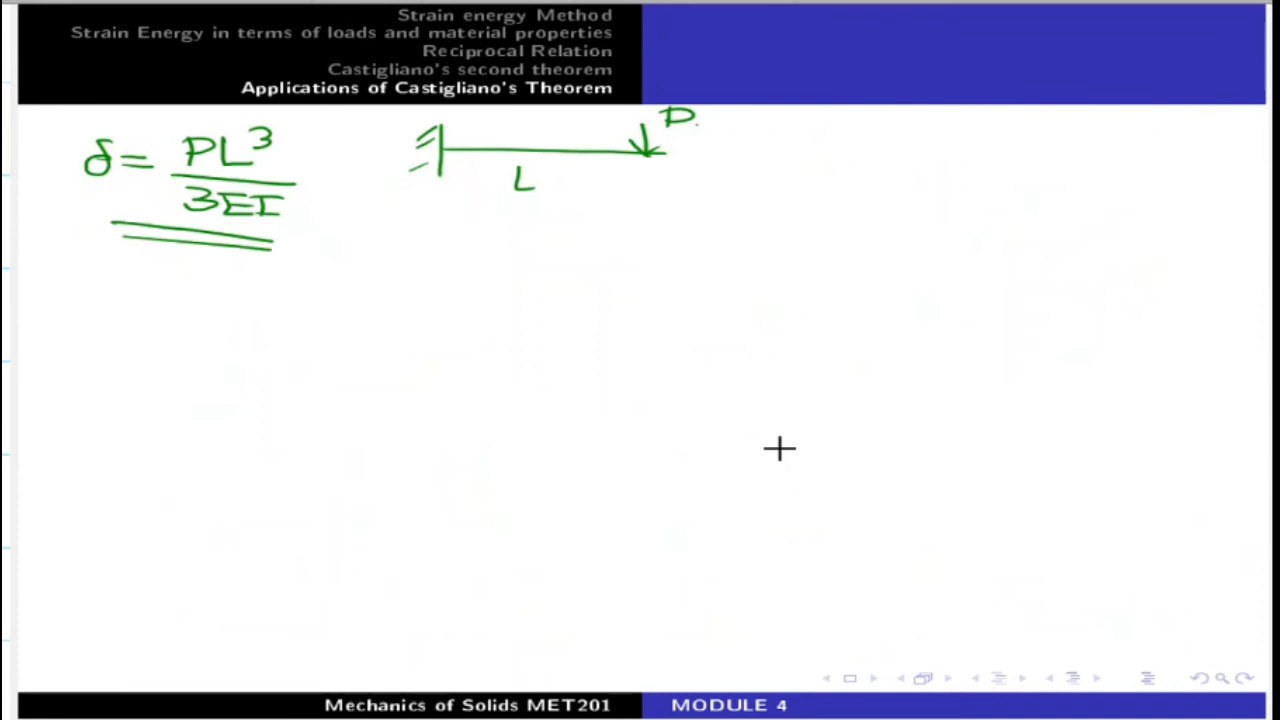 Strain energy Method
Strain Energy in terms of loads and material properties
Reciprocal Relation
Castigliano's second theorem
Applications of Castigliano's Theorem
δ = PL³/3EI
P
L
Mechanics of Solids MET201
MODULE 4